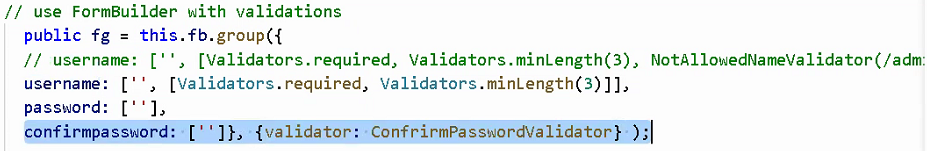 // use FormBuilder with validations
public fg = this.fb.group({
// username: ['', [Validators.required, Validators.minLength(3), NotAllowedNameValidator(/adm
username: ['', [Validators.required, Validators.minLength(3)]],
password: [''],
confirmpassword: ['']}, {validator: ConfrirmPasswordValidator} );